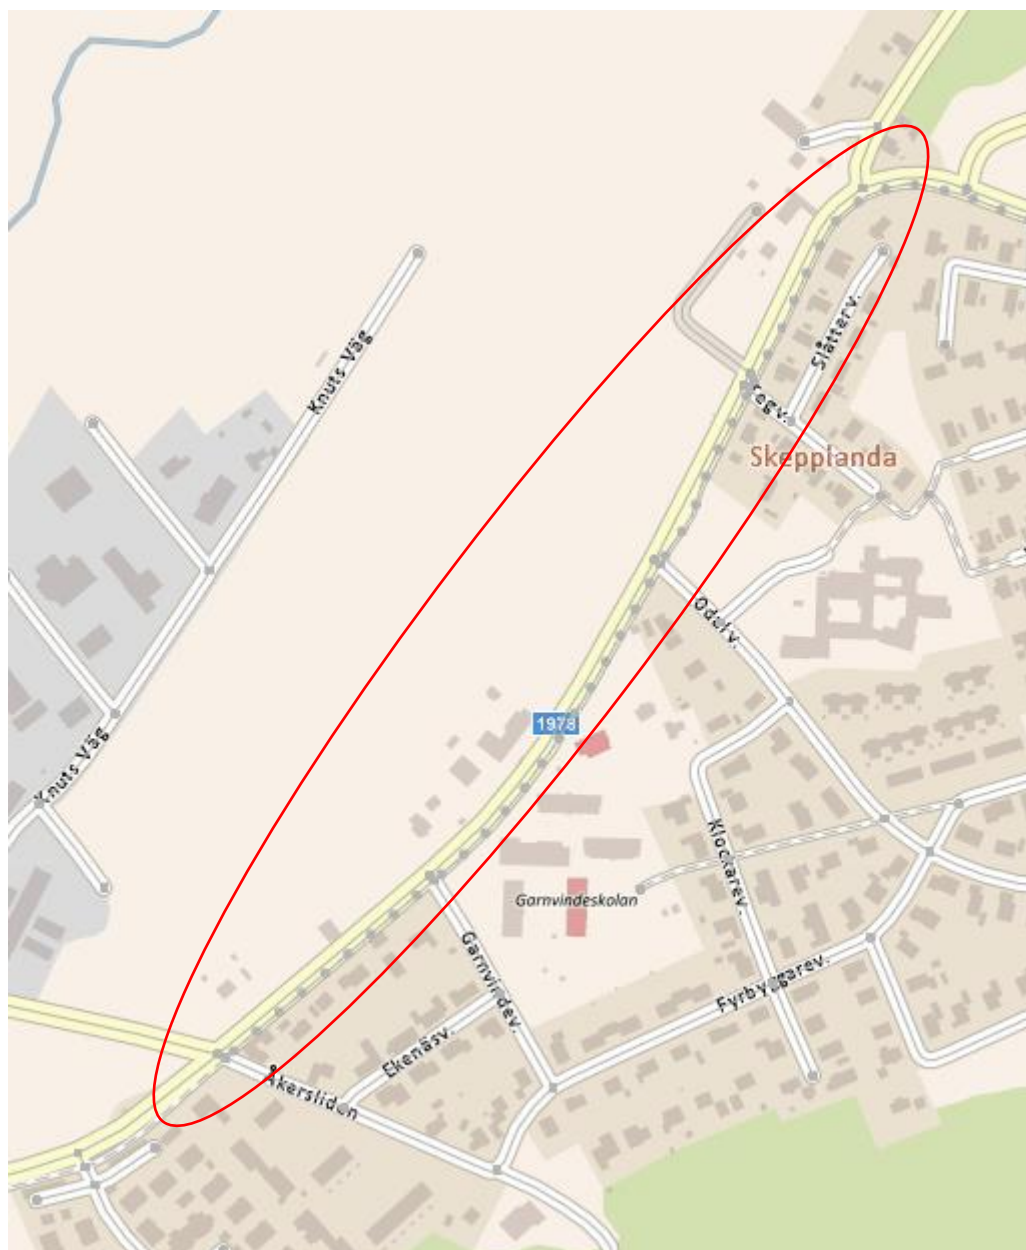 Knuts Väg
Slåtterv.
Tegv.
Skepplanda
Odelv.
1978
Knuts Väg
Klockarev.
Garnvindeskolan
Garnvindev.
Fyrbyggarev.
Ekenäsv.
Åkersliden